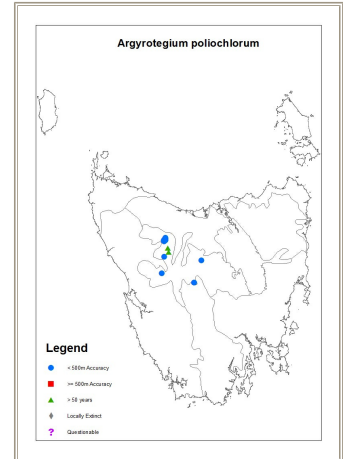 Argyrotegium poliochlorum
Legend
< 500m Accuracy
>= 500m Accuracy
> 50 years
Locally Extinct
Questionable